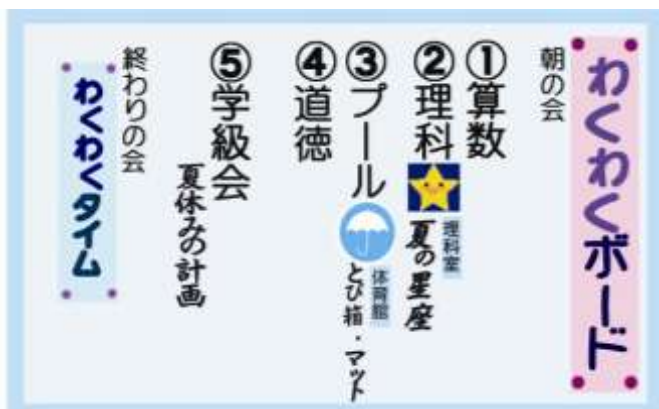 わくわくボード
朝の会
①算数
②理科
理科室
夏の星座
③プール
体育館
とび箱・マット
④道徳
⑤学級会
夏休みの計画
終わりの会
わくわくタイム